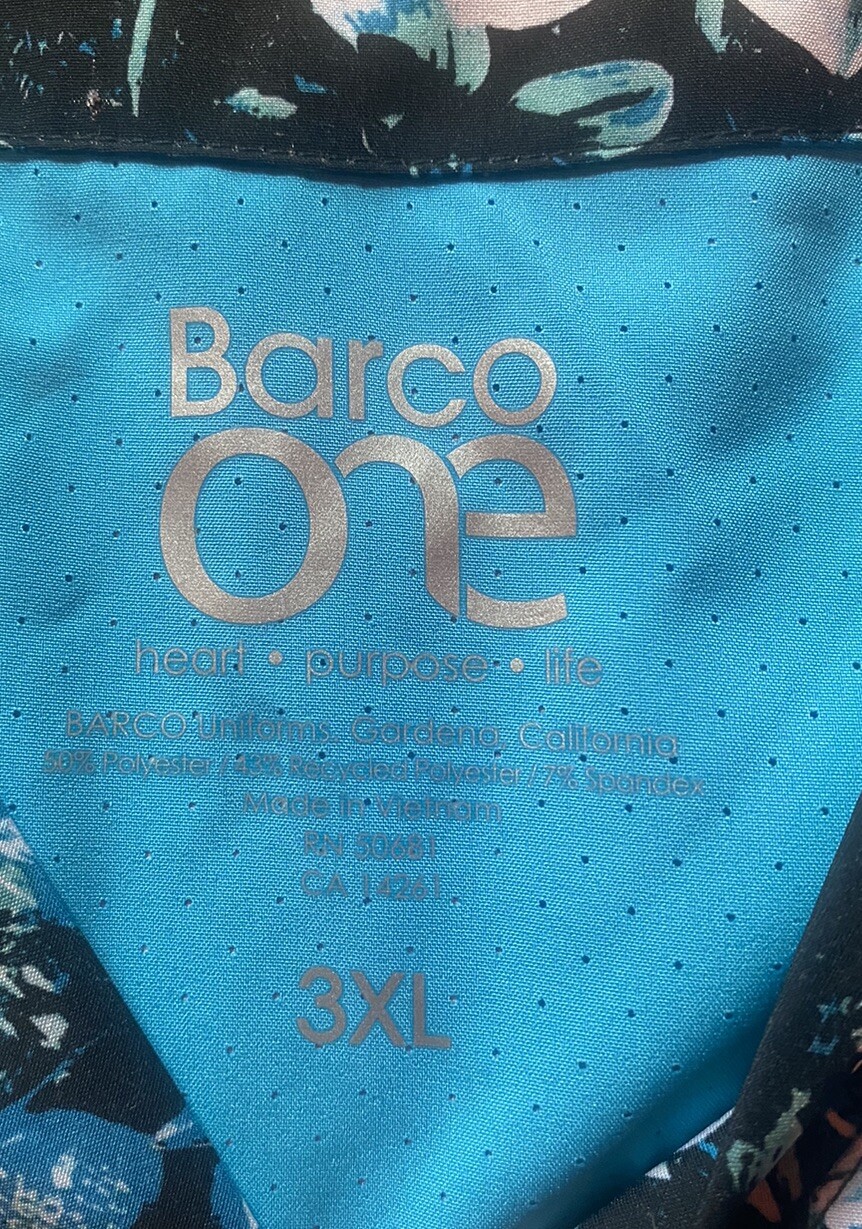 Barco
One
heart • purpose • life
BARCO Uniforms, Gardena, California
50% Polyester / 43% Recycled Polyester / 7% Spandex
Made in Vietnam
RN 50681
CA 14261
3XL